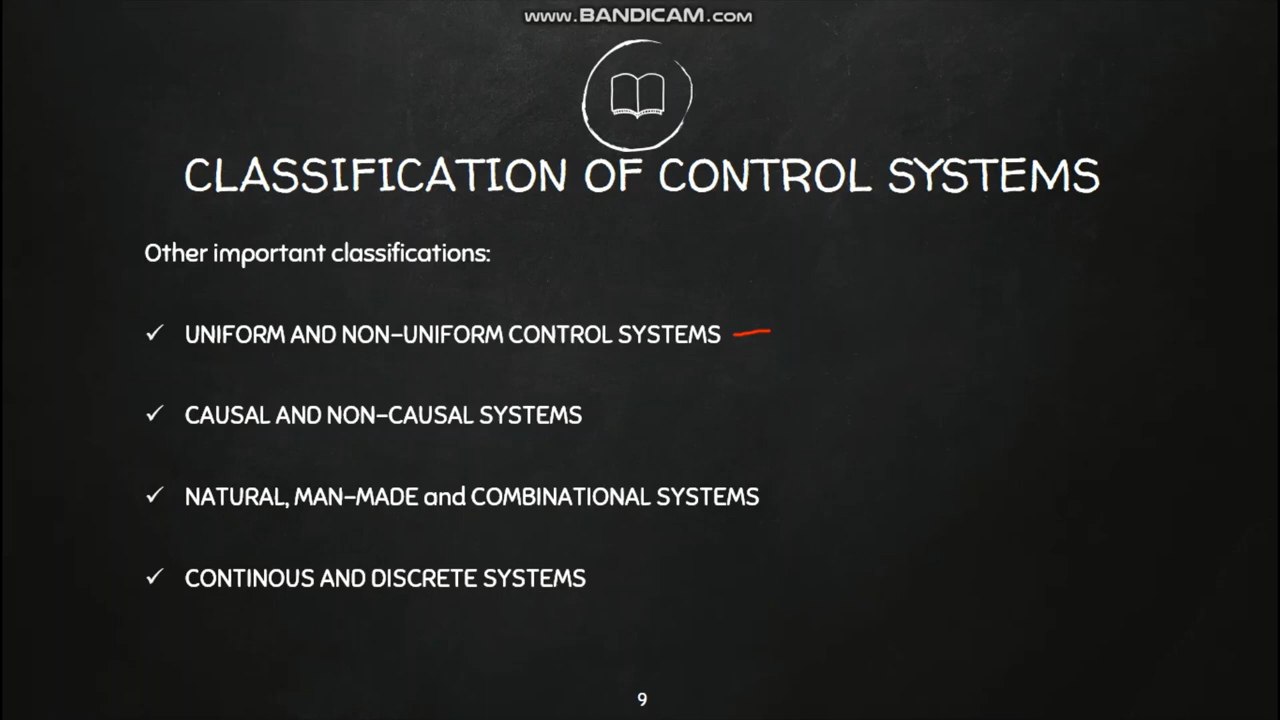 www.BANDICAM.com
CLASSIFICATION OF CONTROL SYSTEMS
Other important classifications:
✓ UNIFORM AND NON-UNIFORM CONTROL SYSTEMS
✓ CAUSAL AND NON-CAUSAL SYSTEMS
✓ NATURAL, MAN-MADE and COMBINATIONAL SYSTEMS
✓ CONTINOUS AND DISCRETE SYSTEMS
9